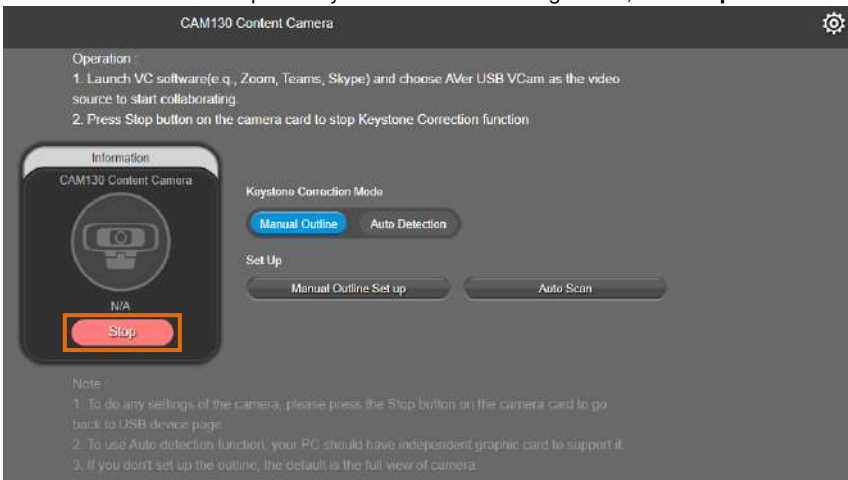 CAM130 Content Camera
Operation :
1. Launch VC software(e.g., Zoom, Teams, Skype) and choose AVer USB VCam as the video
source to start collaborating.
2. Press Stop button on the camera card to stop Keystone Correction function
Information
CAM130 Content Camera
N/A
Stop
Keystone Correction Mode
Manual Outline Auto Detection
Set Up
Manual Outline Set up Auto Scan
Note :
1. To do any settings of the camera, please press the Stop button on the camera card to go
back to USB device page.
2. To use Auto detection function, your PC should have independent graphic card to support it.
3. If you don't set up the outline, the default is the full view of camera.